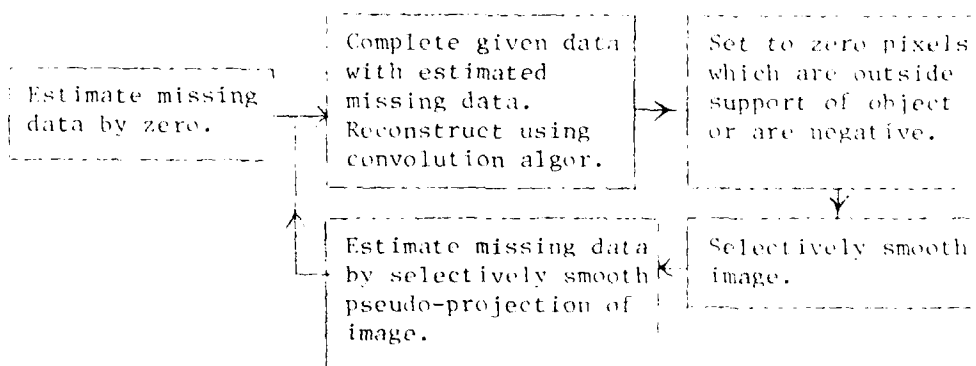 Estimate missing
data by zero.
Complete given data
with estimated
missing data.
Reconstruct using
convolution algor.
Set to zero pixels
which are outside
support of object
or are negative.
Selectively smooth
image.
Estimate missing data
by selectively smooth
pseudo-projection of
image.